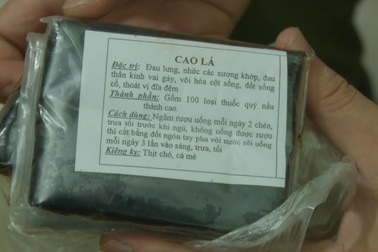 CAO LÁ
Đặc trị: Đau lưng, nhức các xương khớp, đau
thần kinh vai gáy, vôi hóa cột sống, đốt sống
cổ, thoát vị đĩa đệm
Thành phần: Gồm 100 loại thuốc quý nấu
thành cao.
Cách dùng: Ngâm rượu uống mỗi ngày 2 chén,
trưa tối trước khi ngủ, không uống được rượu
thì cắt bằng đốt ngón tay pha với nước sôi uống
mỗi ngày 3 lần vào sáng, trưa, tối
Kiêng kỵ: Thịt chó, cá mè